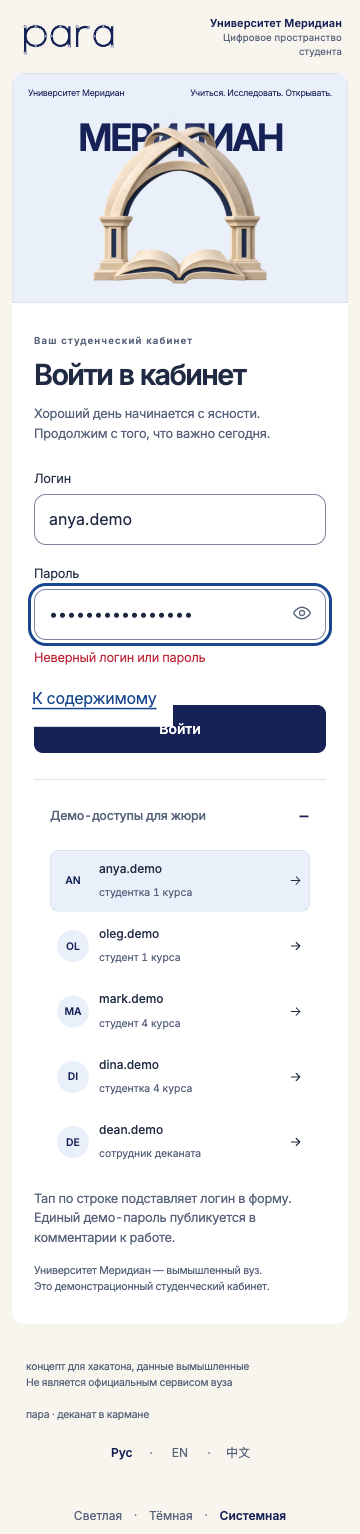 para
Университет Меридиан
Цифровое пространство
студента
Университет Меридиан
Учиться. Исследовать. Открывать.
МЕРИДИАН
Ваш студенческий кабинет
Войти в кабинет
Хороший день начинается с ясности.
Продолжим с того, что важно сегодня.
Логин
anya.demo
Пароль
Неверный логин или пароль
К содержимому
Войти
Демо-доступы для жюри
AN
anya.demo
студентка 1 курса
OL
oleg.demo
студент 1 курса
MA
mark.demo
студент 4 курса
DI
dina.demo
студентка 4 курса
DE
dean.demo
сотрудник деканата
Тап по строке подставляет логин в форму.
Единый демо-пароль публикуется в
комментарии к работе.
Университет Меридиан — вымышленный вуз.
Это демонстрационный студенческий кабинет.
концепт для хакатона, данные вымышленные
Не является официальным сервисом вуза
пара · деканат в кармане
Рус · EN · 中文
Светлая · Тёмная · Системная